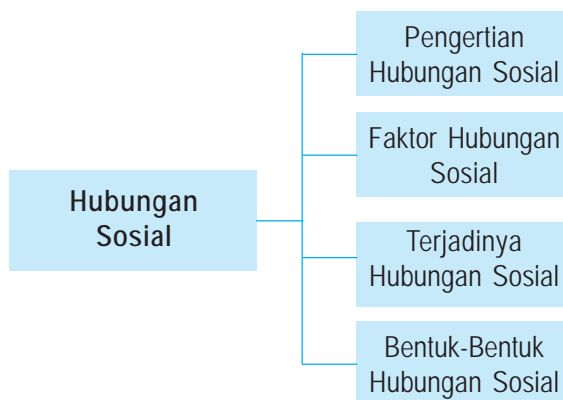 Pengertian
Hubungan Sosial
Faktor Hubungan
Sosial
Hubungan
Sosial
Terjadinya
Hubungan Sosial
Bentuk-Bentuk
Hubungan Sosial